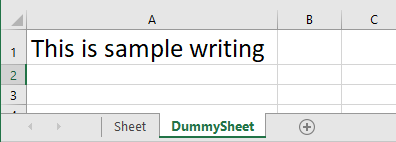 A B C
1 This is sample writing
2
3
Sheet DummySheet